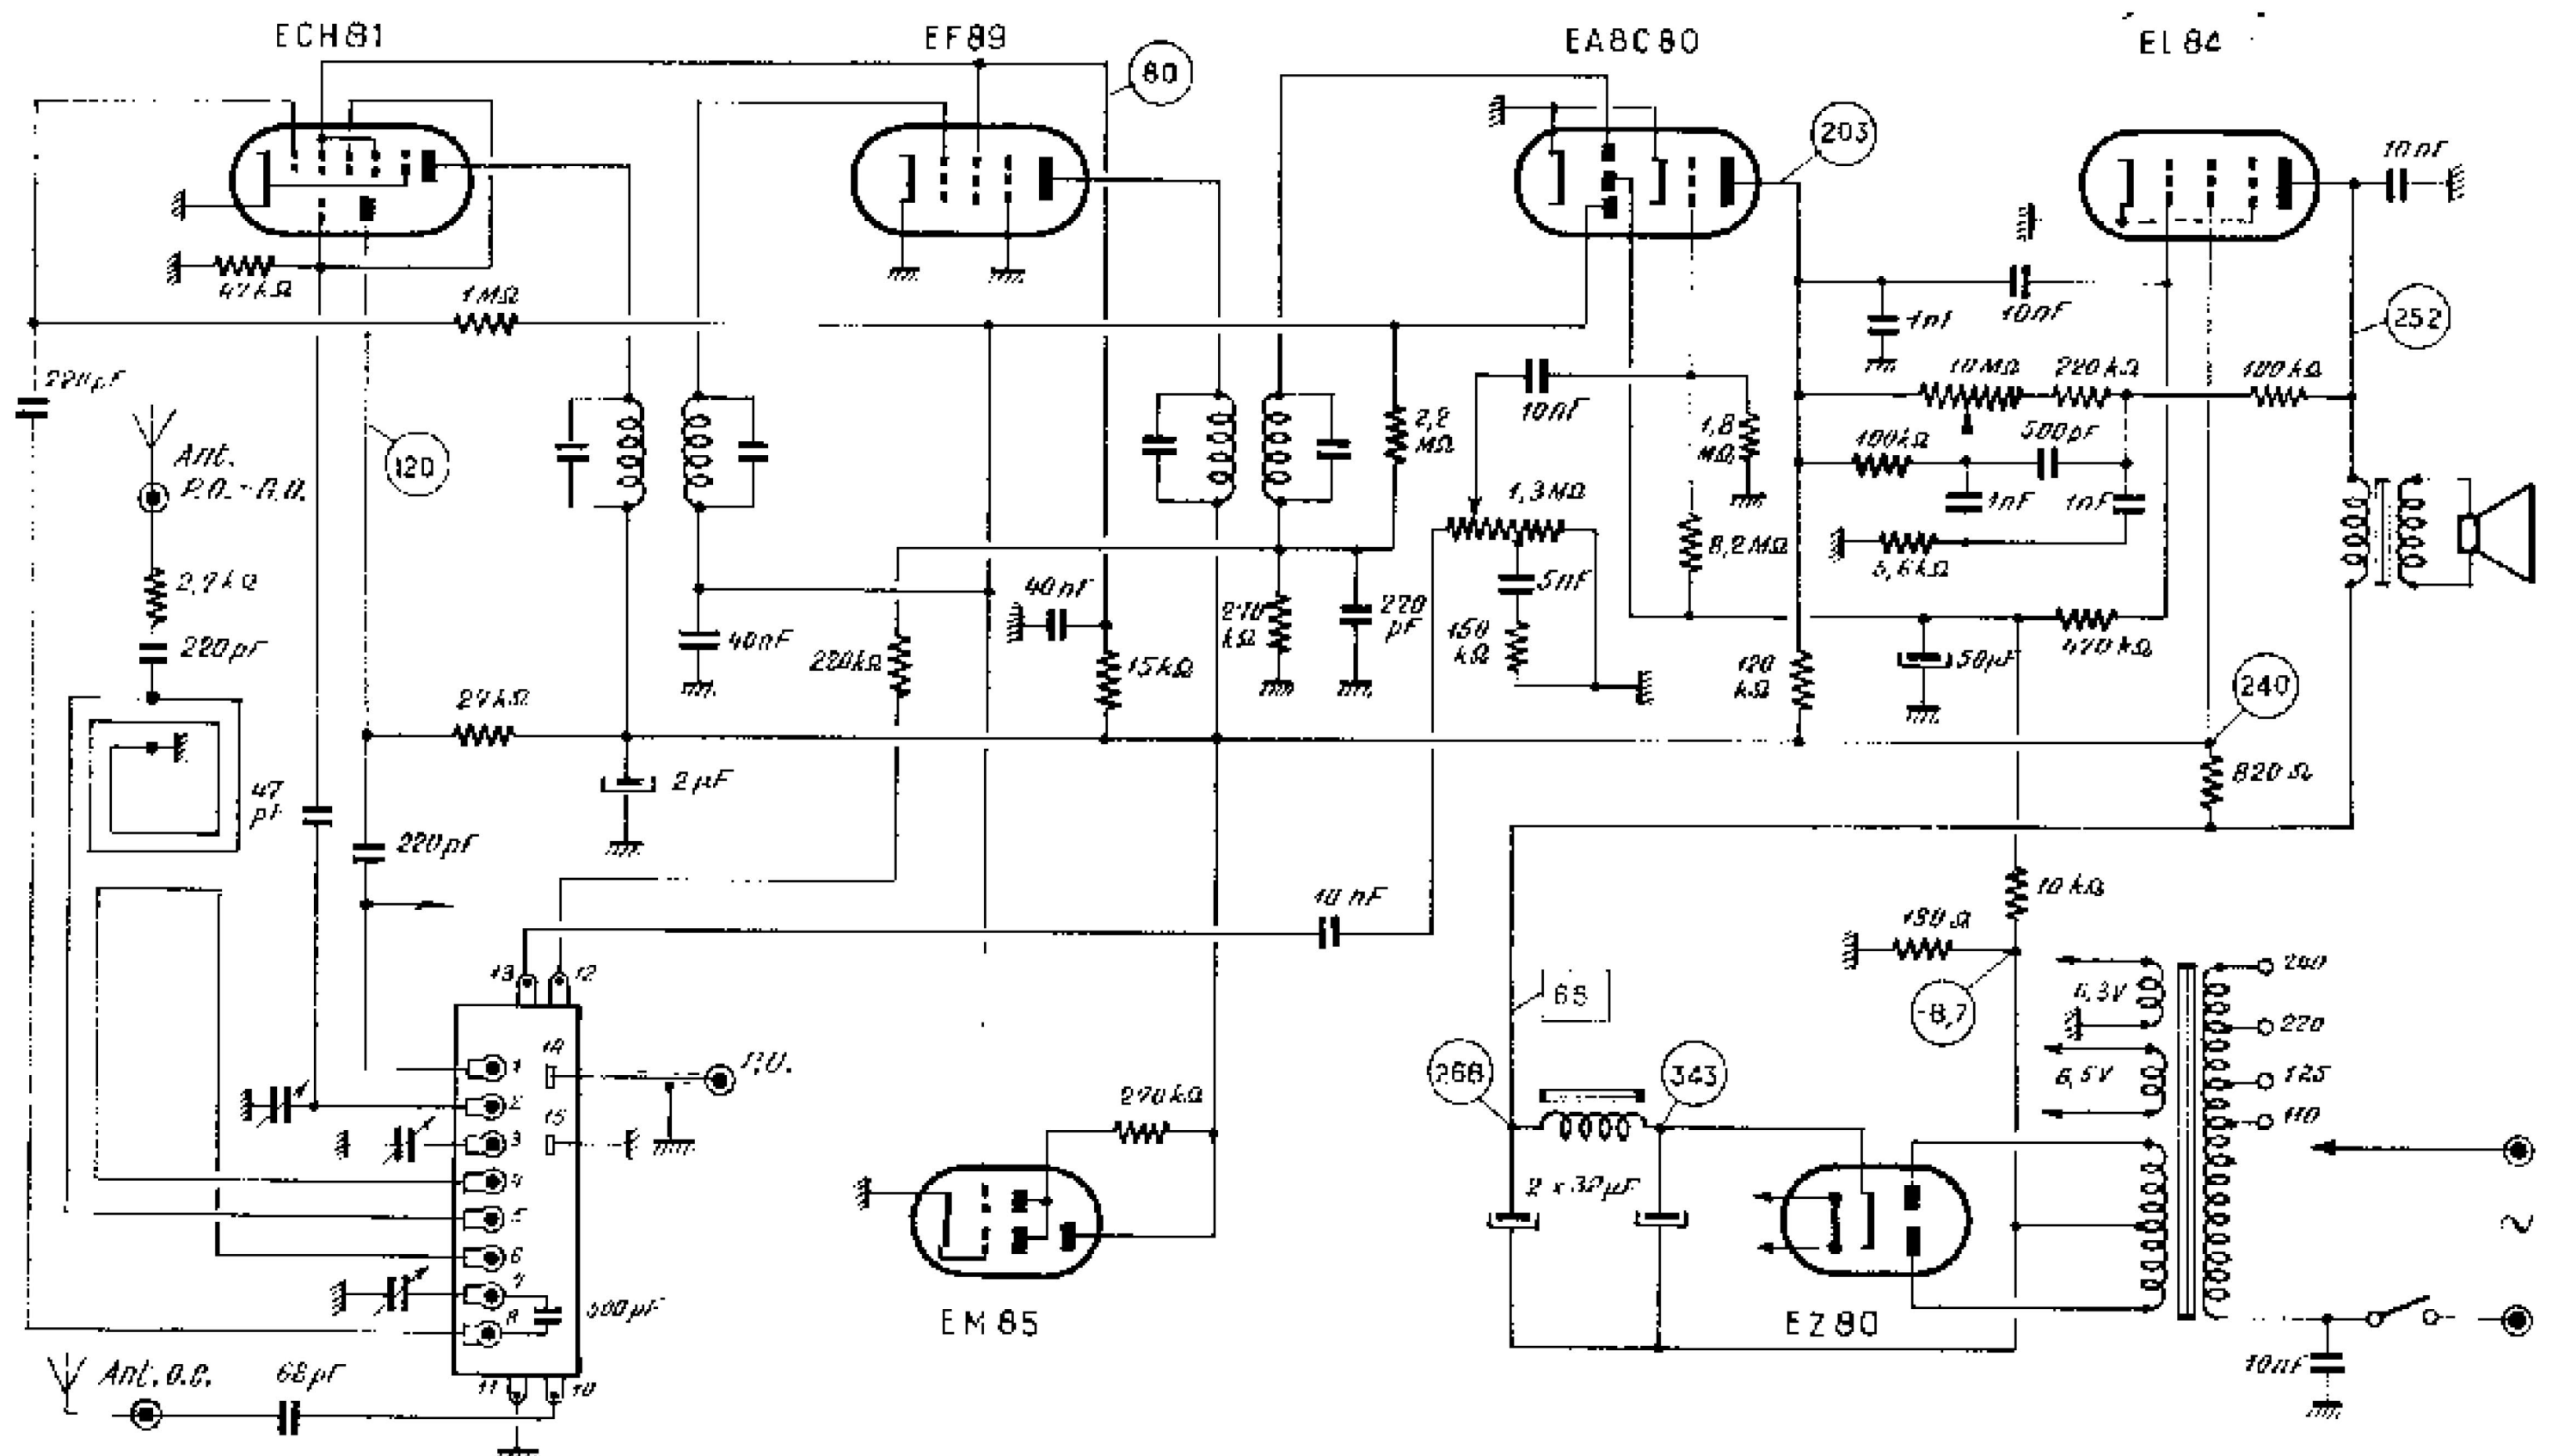 ECH81
EF89
EA8C80
EL84
80
203
10nF
47kΩ
1MΩ
1nF
10nF
252
220pF
Ant.
P.O.-G.O.
120
2,2
MΩ
10nF
1,8
MΩ
10MΩ
220kΩ
100kΩ
100kΩ
500pF
1nF
1nF
5,6kΩ
1,3MΩ
8,2MΩ
2,7kΩ
220pF
40nF
40nF
220kΩ
15kΩ
270
kΩ
220
pF
5nF
150
kΩ
120
kΩ
50µF
470kΩ
240
27kΩ
2µF
820Ω
47
pF
220pF
10nF
10kΩ
180Ω
13
12
65
-8,7
6,3V
6,5V
240
220
125
110
1
14
P.U.
2
3
15
4
5
6
7
8
500pF
270kΩ
268
343
2×32µF
EM85
EZ80
~
10nF
Ant. O.C.
68pF
11
10